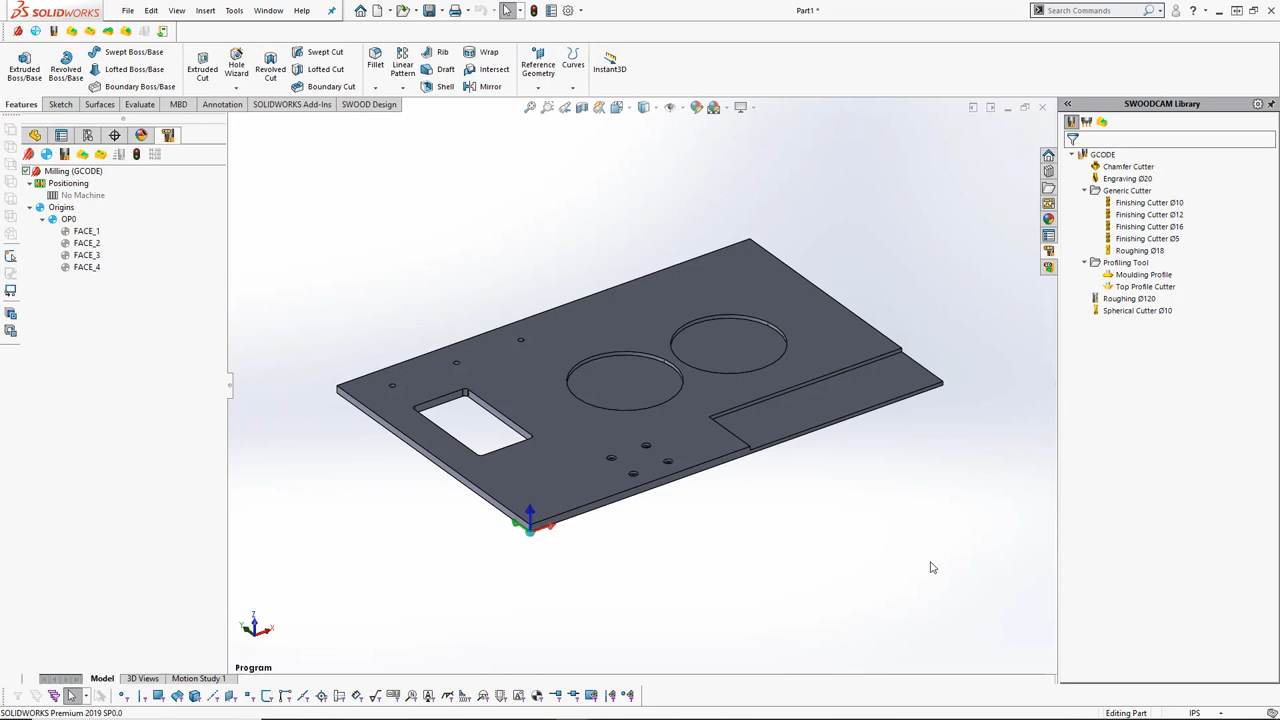 SOLIDWORKS
File Edit View Insert Tools Window Help
Part1 *
Search Commands
Extruded Boss/Base
Revolved Boss/Base
Swept Boss/Base
Lofted Boss/Base
Boundary Boss/Base
Extruded Cut
Hole Wizard
Revolved Cut
Swept Cut
Lofted Cut
Boundary Cut
Fillet
Linear Pattern
Rib
Draft
Shell
Wrap
Intersect
Mirror
Reference Geometry
Curves
Instant3D
Features Sketch Surfaces Evaluate MBD Annotation SOLIDWORKS Add-Ins SWOOD Design
Milling (GCODE)
Positioning
No Machine
Origins
OP0
FACE_1
FACE_2
FACE_3
FACE_4
SWOODCAM Library
GCODE
Chamfer Cutter
Engraving Ø20
Generic Cutter
Finishing Cutter Ø10
Finishing Cutter Ø12
Finishing Cutter Ø16
Finishing Cutter Ø5
Roughing Ø18
Profiling Tool
Moulding Profile
Top Profile Cutter
Roughing Ø120
Spherical Cutter Ø10
Z
Y X
Program
Model 3D Views Motion Study 1
SOLIDWORKS Premium 2019 SP0.0
Editing Part IPS